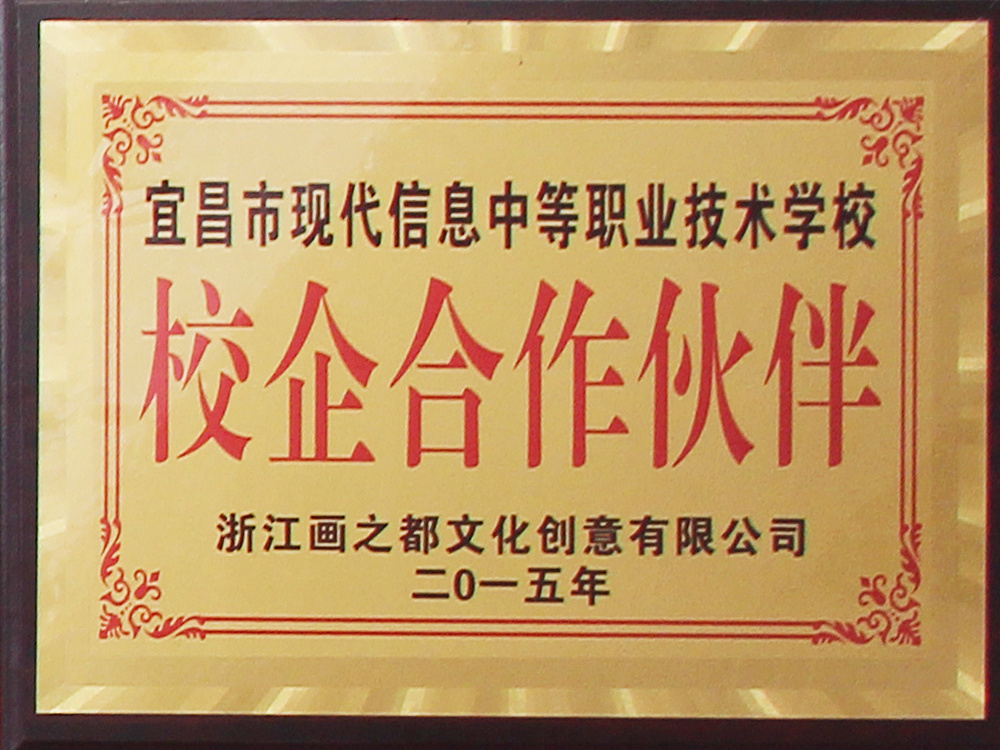 宜昌市现代信息中等职业技术学校
校企合作伙伴
浙江画之都文化创意有限公司
二0一五年